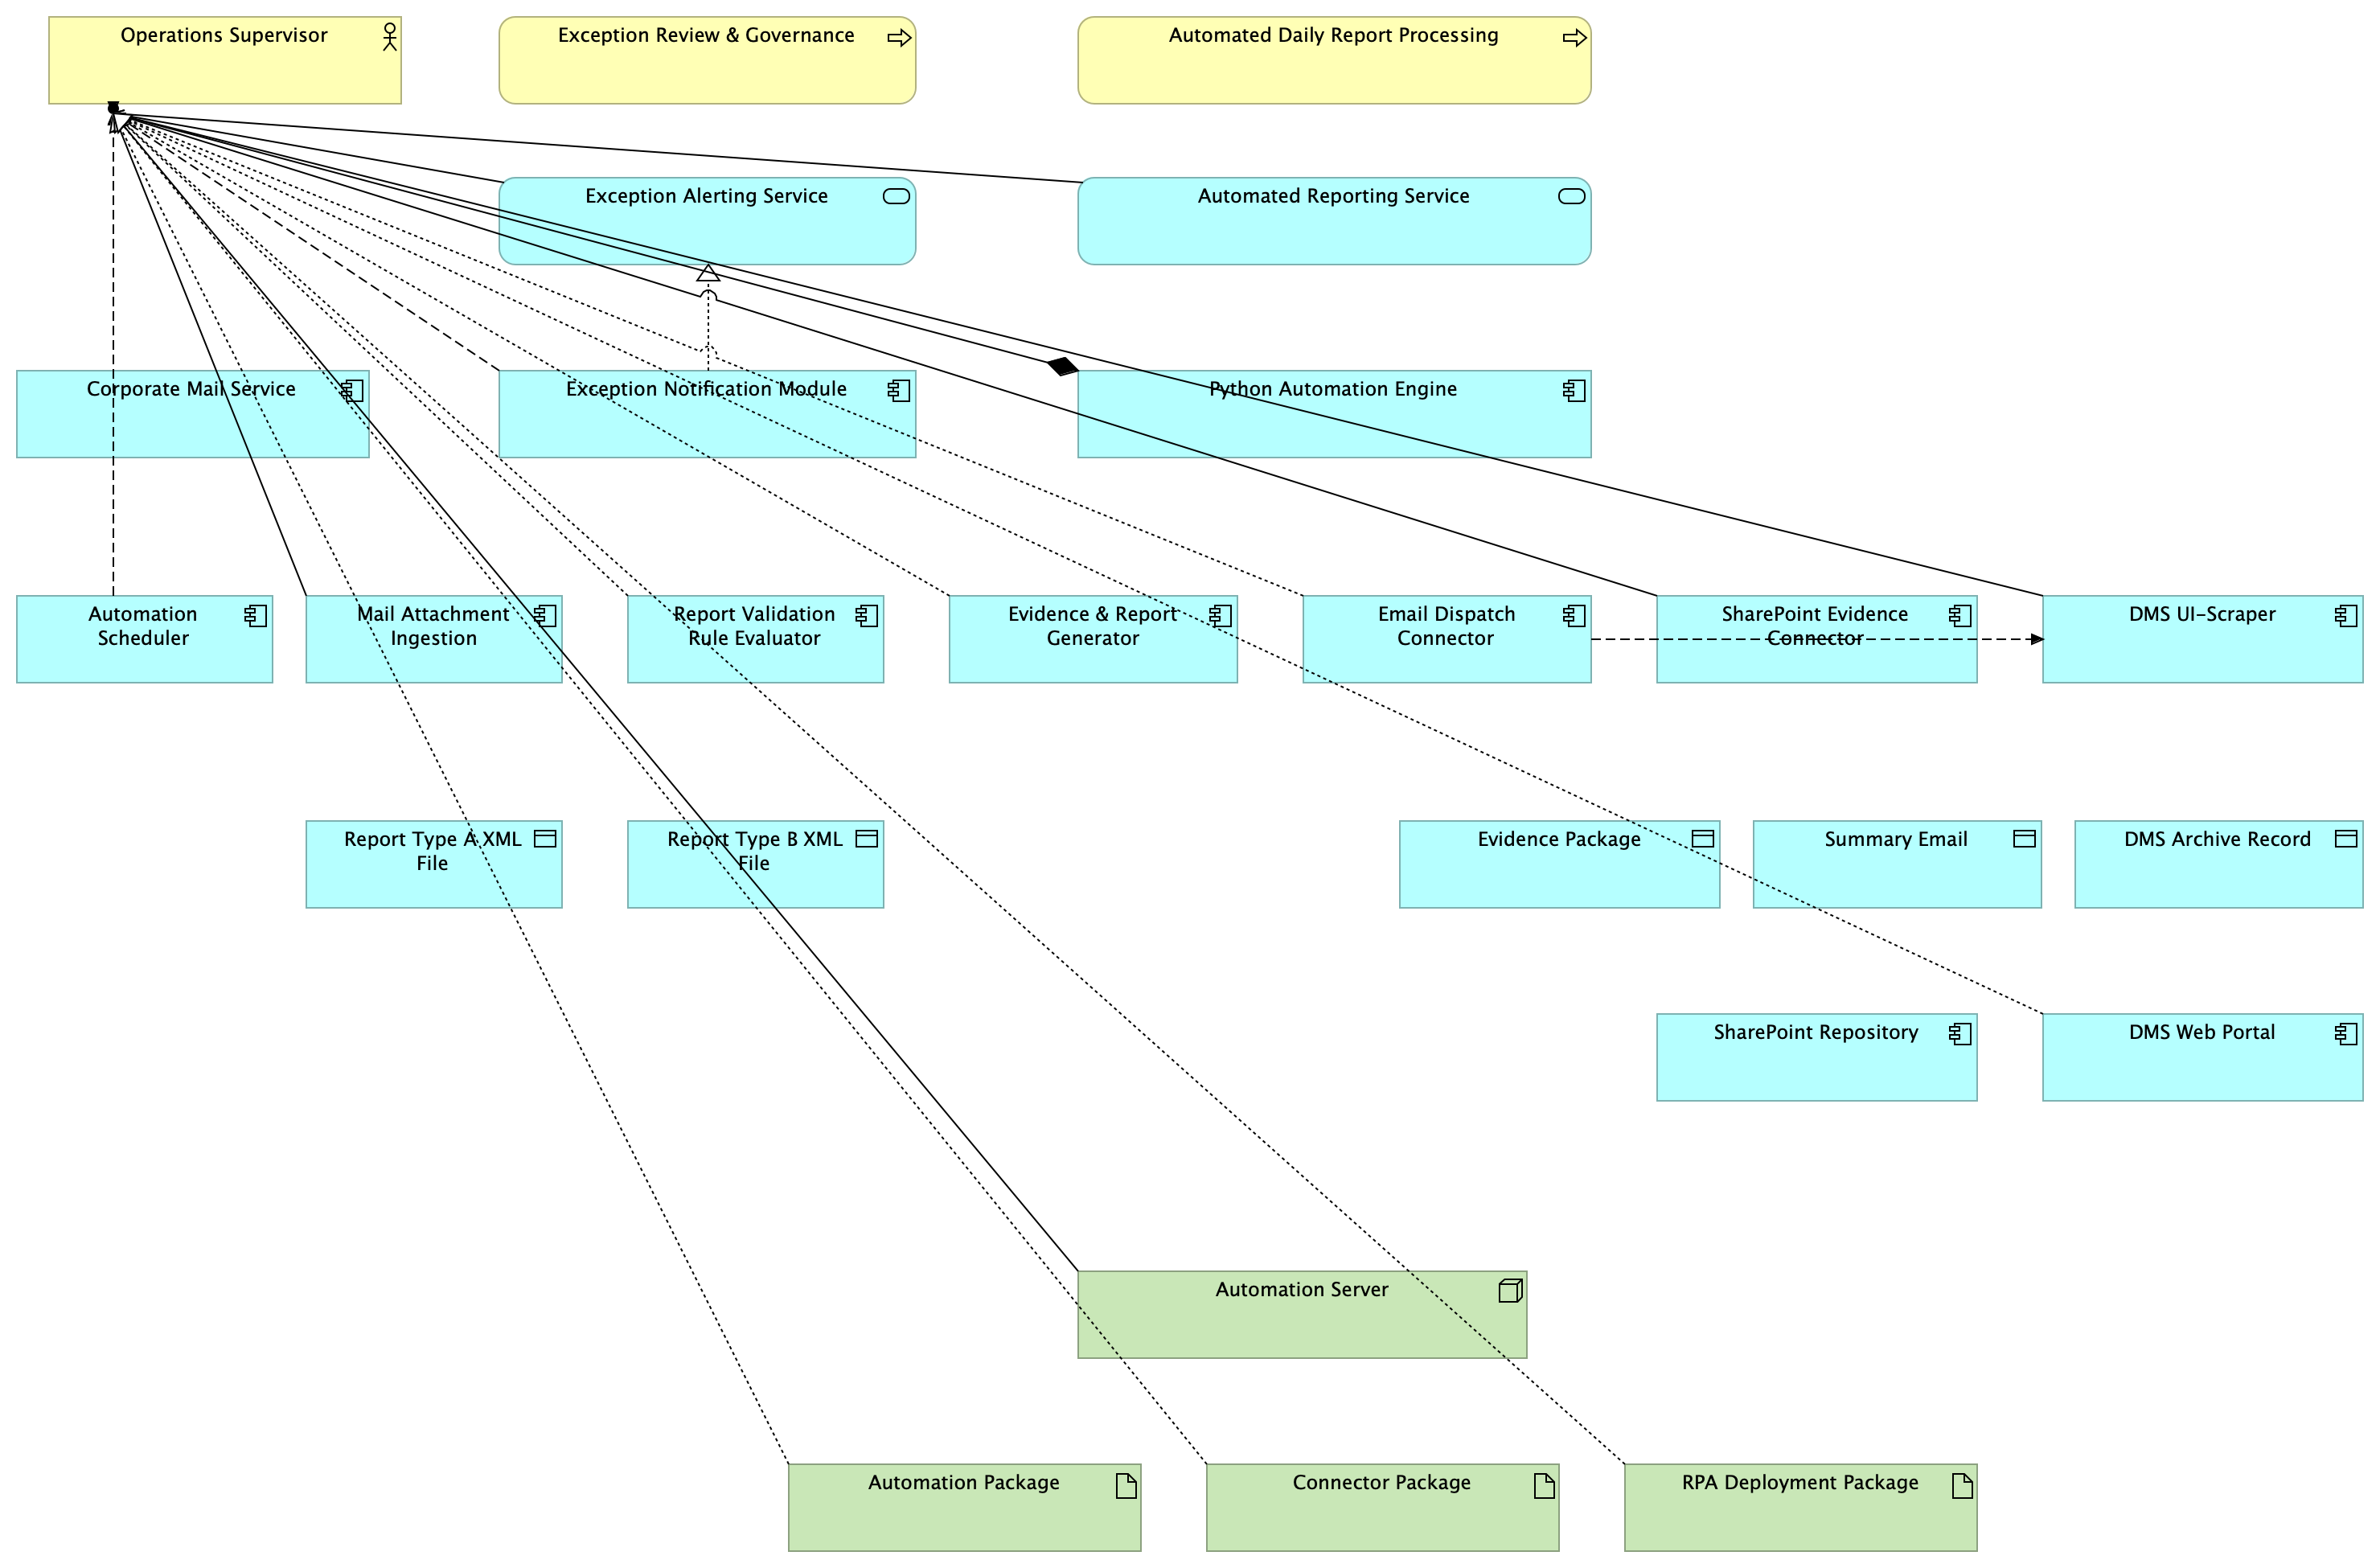 Operations Supervisor
Exception Review & Governance
Automated Daily Report Processing
Exception Alerting Service
Automated Reporting Service
Corporate Mail Service
Exception Notification Module
Python Automation Engine
Automation
Scheduler
Mail Attachment
Ingestion
Report Validation
Rule Evaluator
Evidence & Report
Generator
Email Dispatch
Connector
SharePoint Evidence
Connector
DMS UI-Scraper
Report Type A XML
File
Report Type B XML
File
Evidence Package
Summary Email
DMS Archive Record
SharePoint Repository
DMS Web Portal
Automation Server
Automation Package
Connector Package
RPA Deployment Package